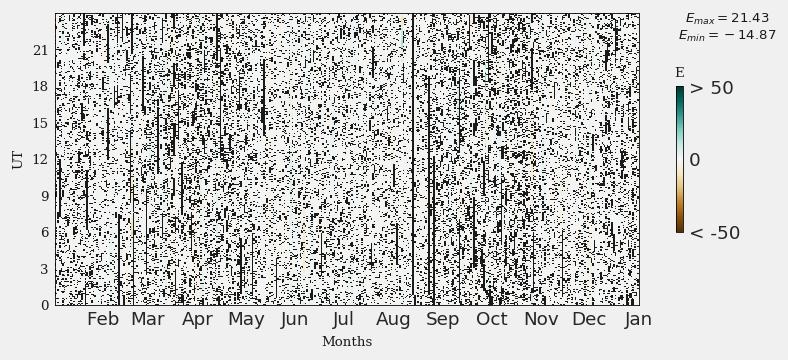 E_max = 21.43
E_min = −14.87
E
> 50
0
< -50
21
18
15
12
9
6
3
0
UT
Feb Mar Apr May Jun Jul Aug Sep Oct Nov Dec Jan
Months